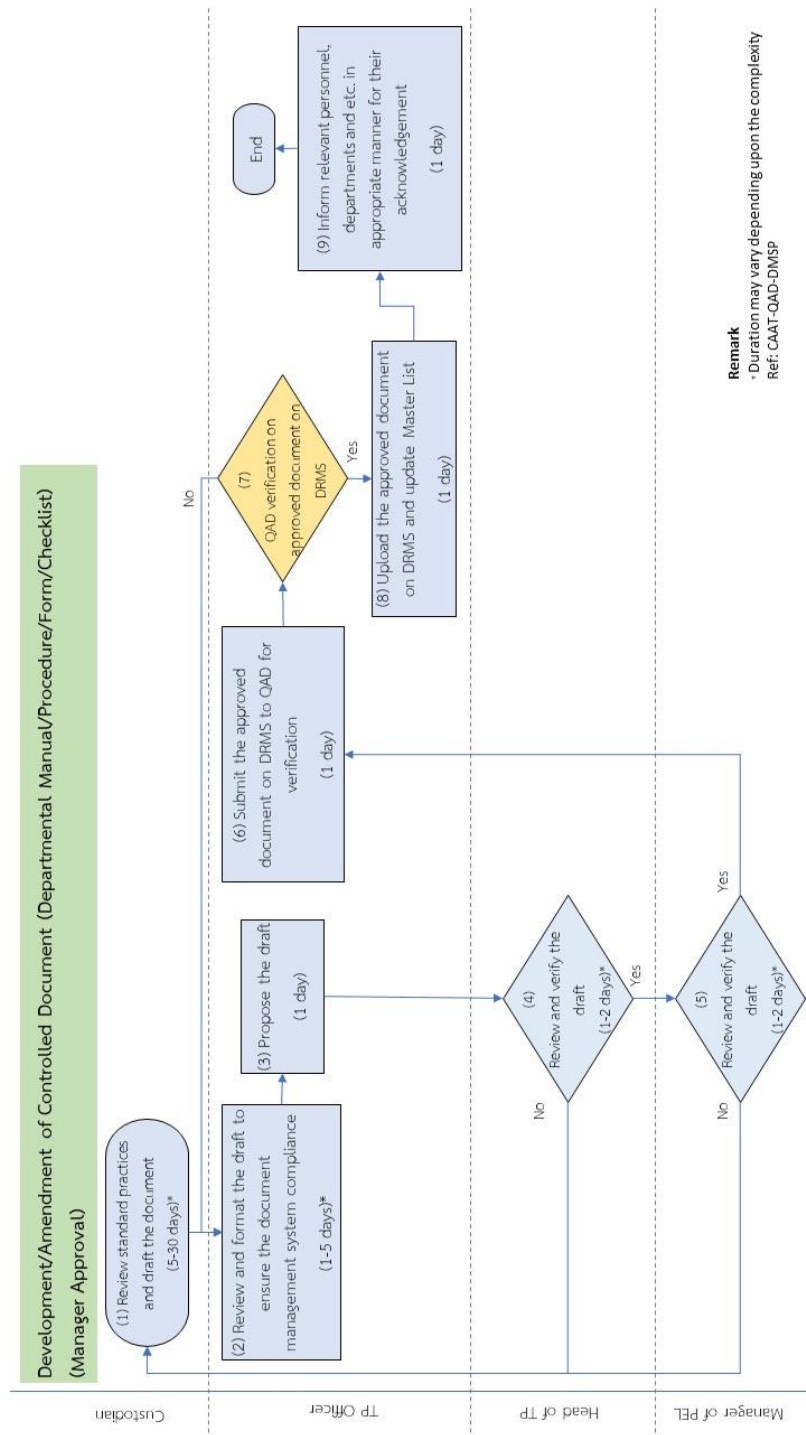 Development/Amendment of Controlled Document (Departmental Manual/Procedure/Form/Checklist)
(Manager Approval)
Custodian
(1) Review standard practices
and draft the document
(5-30 days)*
No
TP Officer
(2) Review and format the draft to
ensure the document
management system compliance
(1-5 days)*
(3) Propose the draft
(1 day)
(6) Submit the approved
document on DRMS to QAD for
verification
(1 day)
(7)
QAD verification on
approved document on
DRMS
Yes
(8) Upload the approved document
on DRMS and update Master List
(1 day)
End
(9) Inform relevant personnel,
departments and etc. in
appropriate manner for their
acknowledgement
(1 day)
Head of TP
No
(4)
Review and verify the
draft
(1-2 days)*
Yes
Manager of PEL
No
(5)
Review and verify the
draft
(1-2 days)*
Yes
Remark
* Duration may vary depending upon the complexity
Ref: CAAT-QAD-DMSP